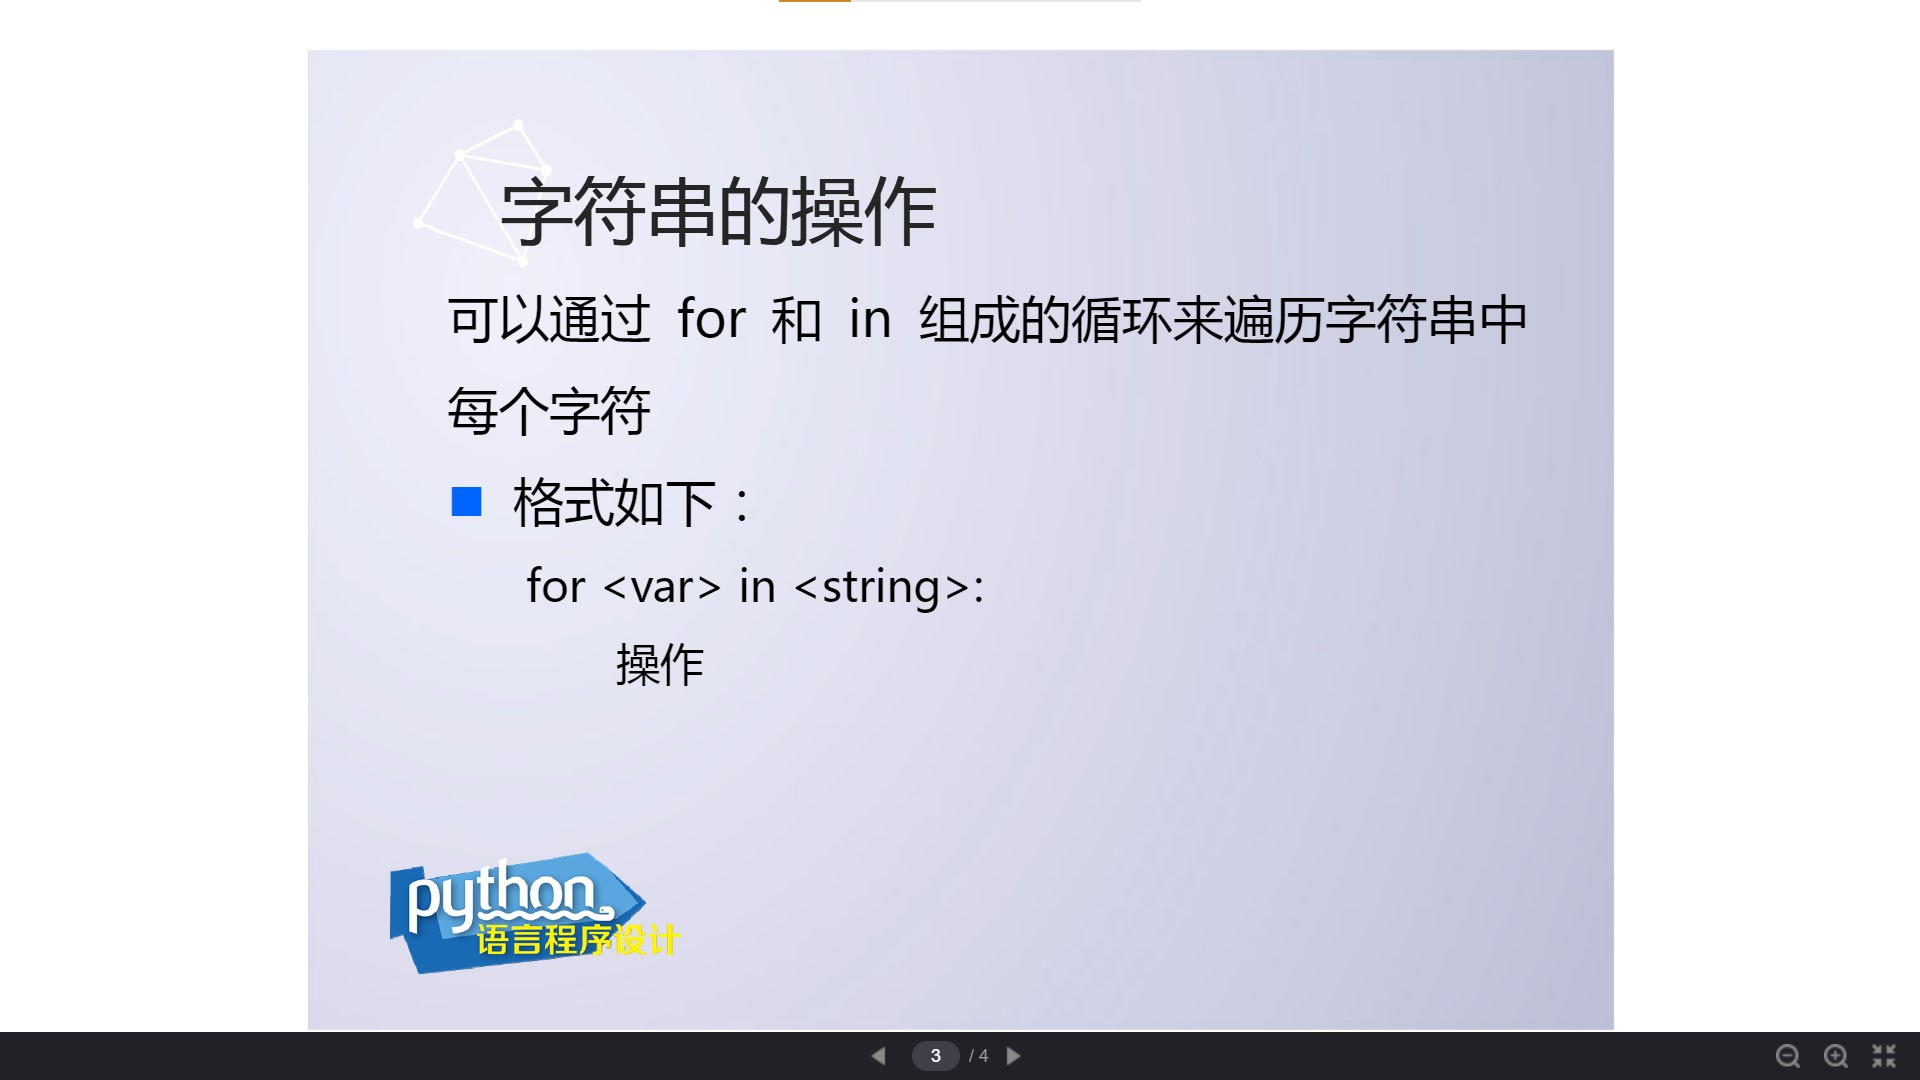 字符串的操作
可以通过 for 和 in 组成的循环来遍历字符串中
每个字符
格式如下：
for <var> in <string>:
操作
python
语言程序设计
3 / 4